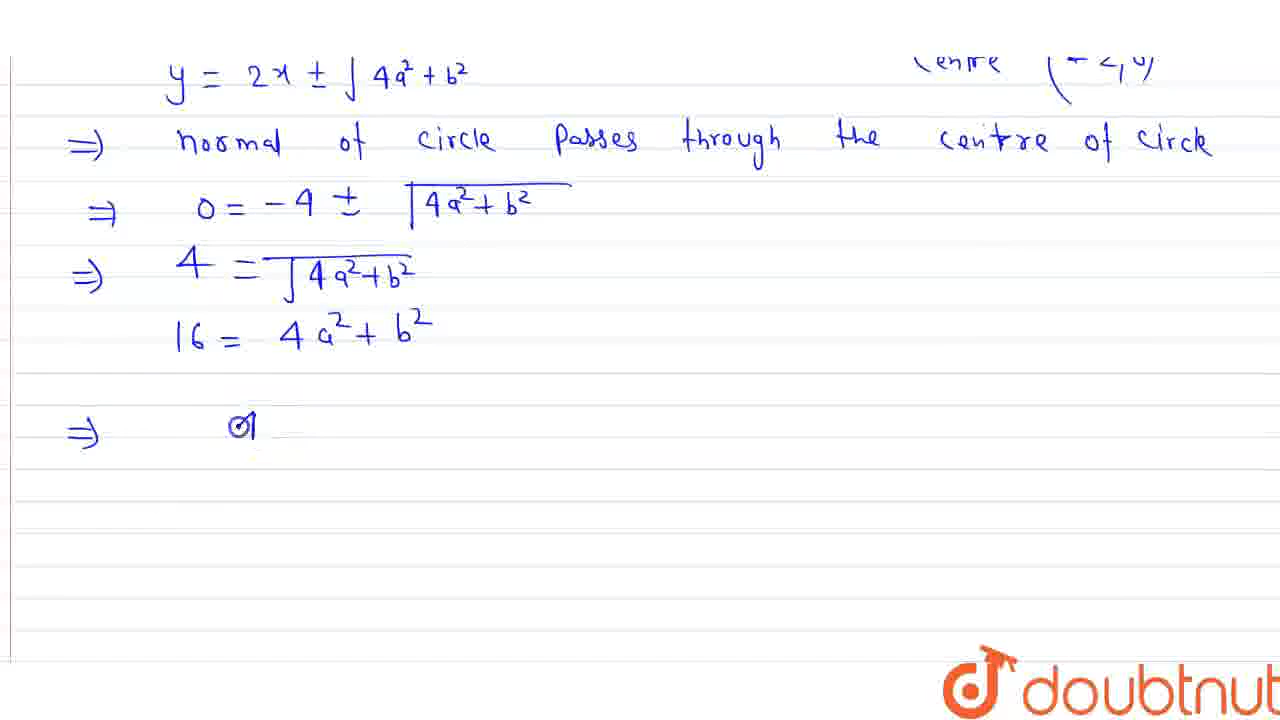 y = 2x ± √4a² + b²
⇒ normal of circle passes through the centre of circle
⇒ 0 = -4 ± √4a² + b²
⇒ 4 = √4a² + b²
16 = 4a² + b²
⇒
doubtnut